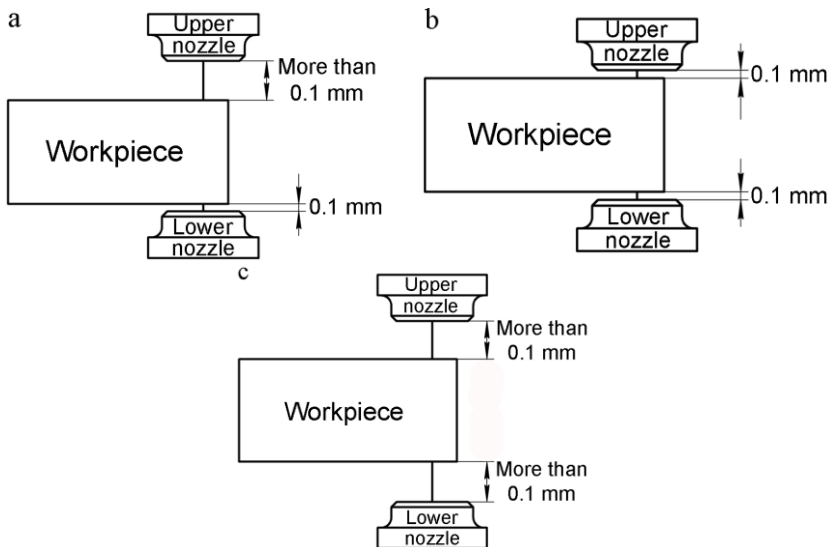 a
Upper
nozzle
More than
0.1 mm
Workpiece
0.1 mm
Lower
nozzle
b
Upper
nozzle
0.1 mm
Workpiece
0.1 mm
Lower
nozzle
c
Upper
nozzle
More than
0.1 mm
Workpiece
More than
0.1 mm
Lower
nozzle